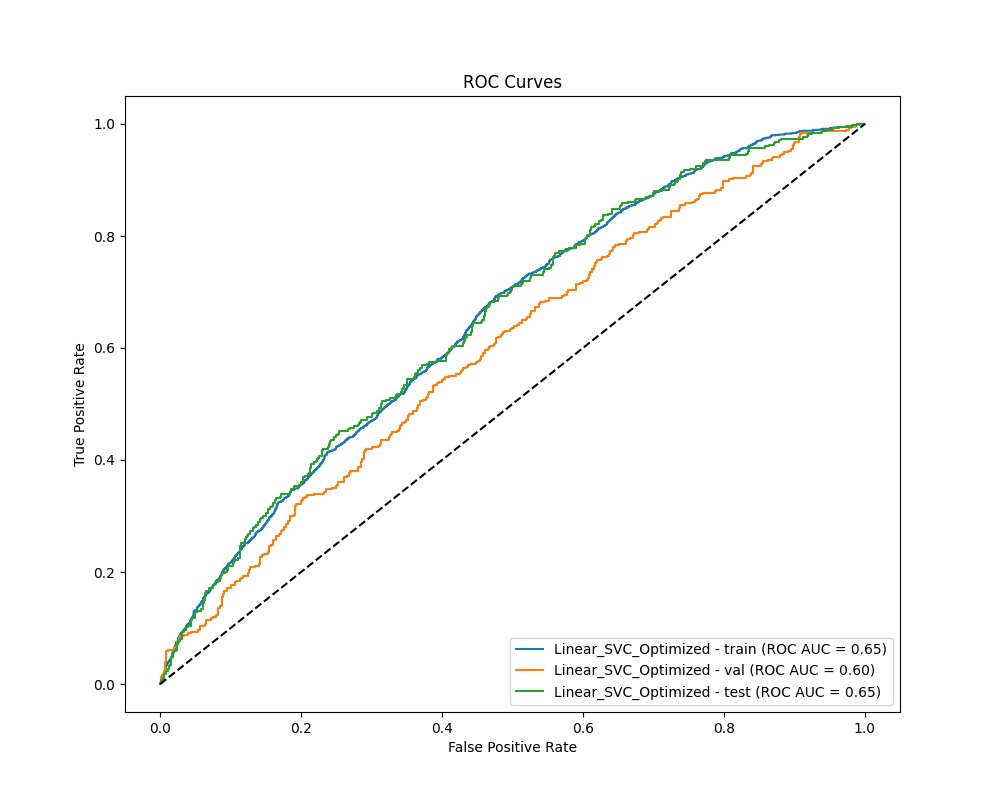 ROC Curves
1.0
0.8
0.6
0.4
0.2
0.0
True Positive Rate
0.0 0.2 0.4 0.6 0.8 1.0
False Positive Rate
Linear_SVC_Optimized - train (ROC AUC = 0.65)
Linear_SVC_Optimized - val (ROC AUC = 0.60)
Linear_SVC_Optimized - test (ROC AUC = 0.65)